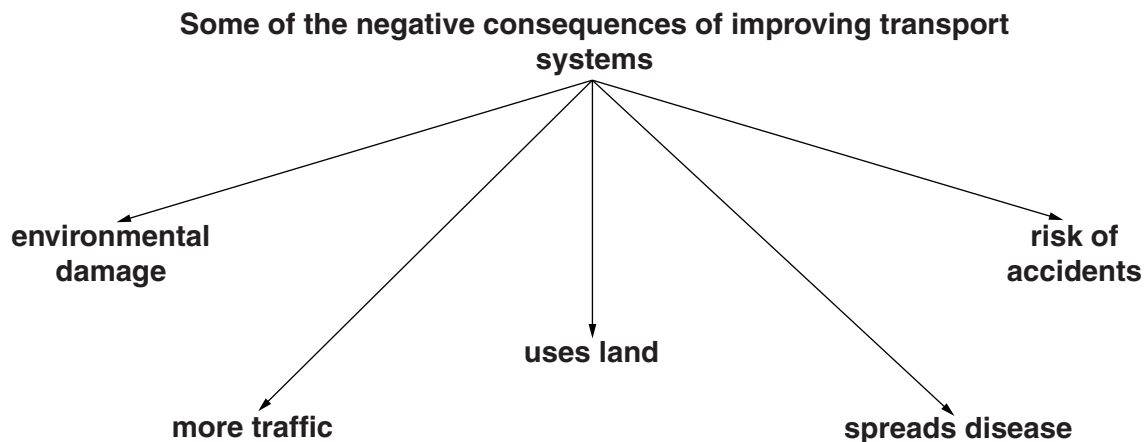 Some of the negative consequences of improving transport
systems
environmental
damage
risk of
accidents
uses land
more traffic
spreads disease